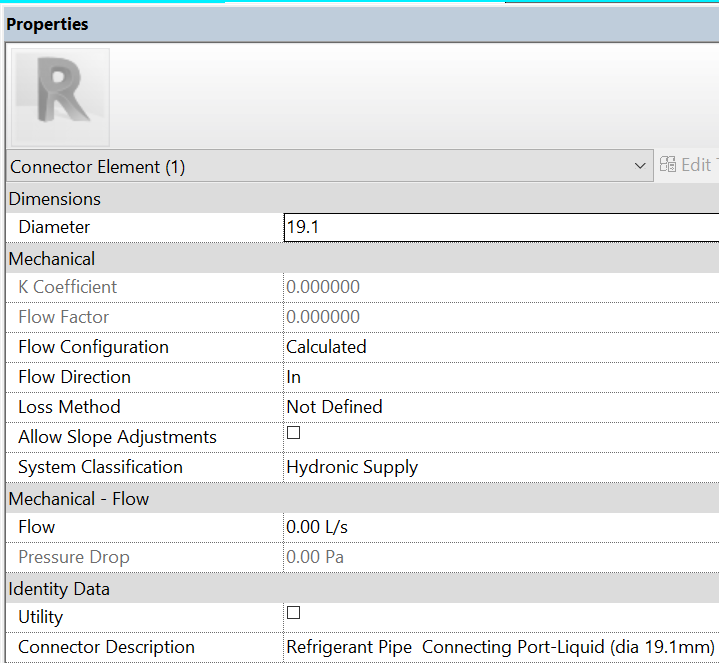 Properties
R
Connector Element (1) Edit
Dimensions
Diameter 19.1
Mechanical
K Coefficient 0.000000
Flow Factor 0.000000
Flow Configuration Calculated
Flow Direction In
Loss Method Not Defined
Allow Slope Adjustments
System Classification Hydronic Supply
Mechanical - Flow
Flow 0.00 L/s
Pressure Drop 0.00 Pa
Identity Data
Utility
Connector Description Refrigerant Pipe  Connecting Port-Liquid (dia 19.1mm)